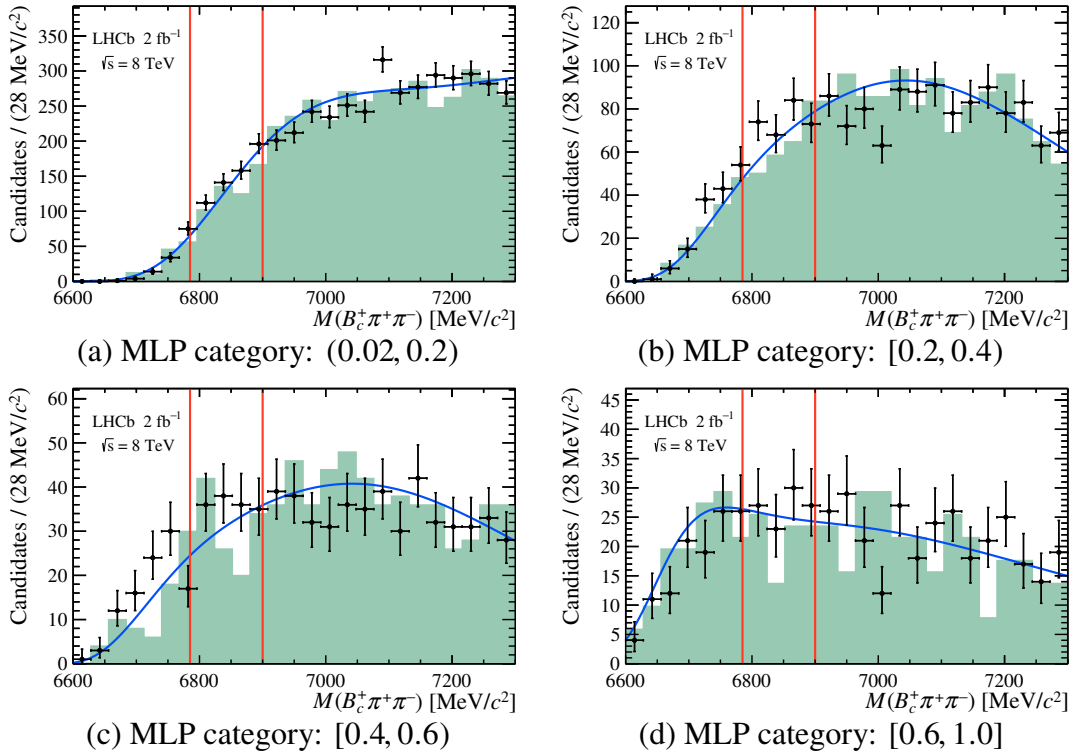 Candidates / (28 MeV/c²)
350
300
250
200
150
100
50
0
LHCb 2 fb⁻¹
√s = 8 TeV
6600 6800 7000 7200
M(B_c⁺π⁺π⁻) [MeV/c²]
(a) MLP category: (0.02, 0.2)
Candidates / (28 MeV/c²)
120
100
80
60
40
20
0
LHCb 2 fb⁻¹
√s = 8 TeV
6600 6800 7000 7200
M(B_c⁺π⁺π⁻) [MeV/c²]
(b) MLP category: [0.2, 0.4)
Candidates / (28 MeV/c²)
60
50
40
30
20
10
0
LHCb 2 fb⁻¹
√s = 8 TeV
6600 6800 7000 7200
M(B_c⁺π⁺π⁻) [MeV/c²]
(c) MLP category: [0.4, 0.6)
Candidates / (28 MeV/c²)
45
40
35
30
25
20
15
10
5
0
LHCb 2 fb⁻¹
√s = 8 TeV
6600 6800 7000 7200
M(B_c⁺π⁺π⁻) [MeV/c²]
(d) MLP category: [0.6, 1.0]